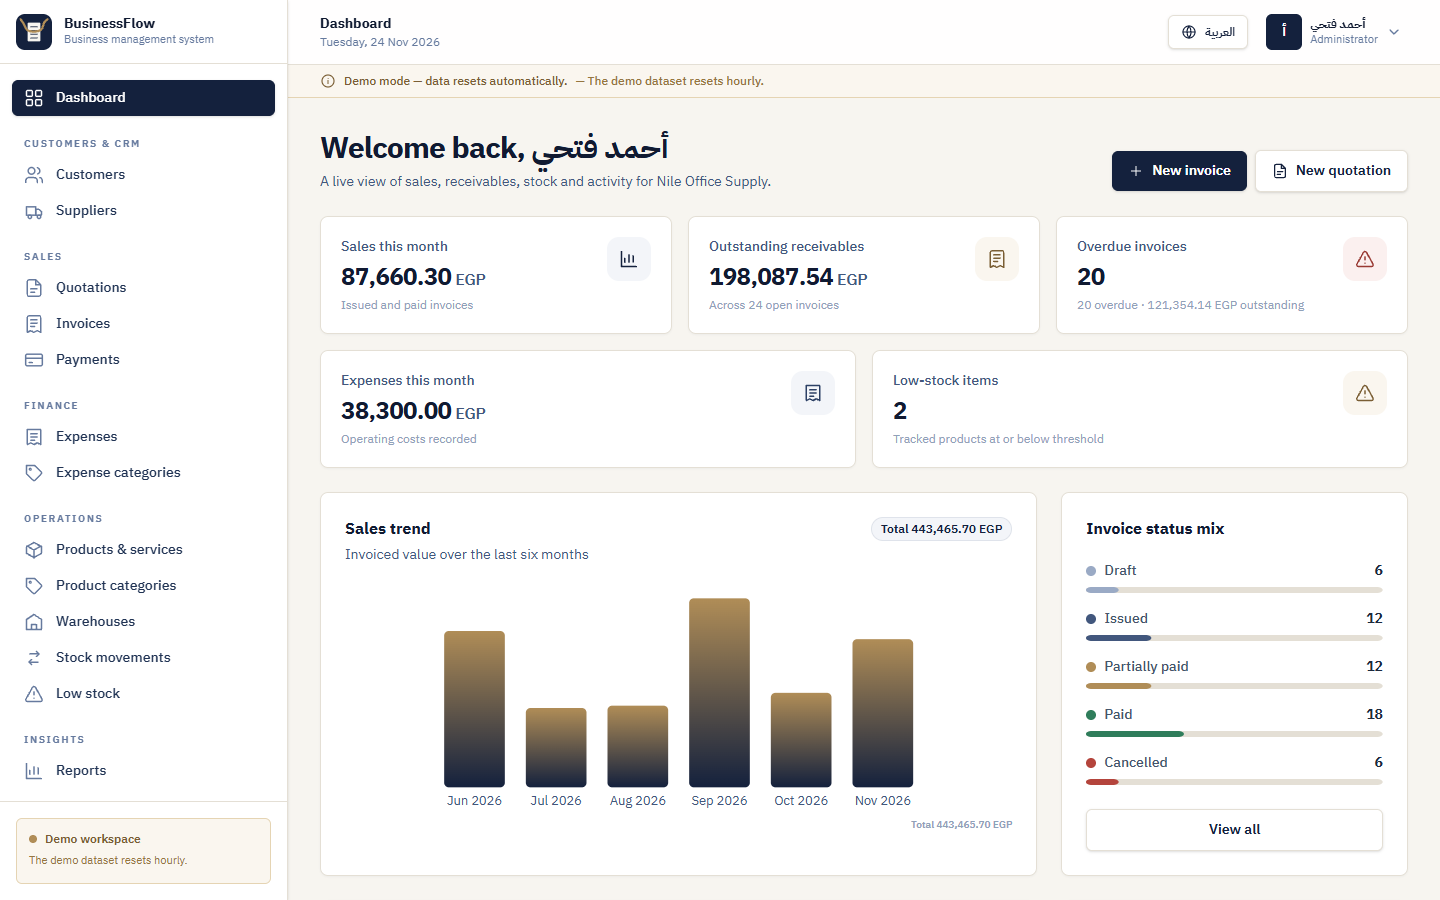 BusinessFlow
Business management system
Dashboard
CUSTOMERS & CRM
Customers
Suppliers
SALES
Quotations
Invoices
Payments
FINANCE
Expenses
Expense categories
OPERATIONS
Products & services
Product categories
Warehouses
Stock movements
Low stock
INSIGHTS
Reports
Demo workspace
The demo dataset resets hourly.
Dashboard
Tuesday, 24 Nov 2026
العربية
أ
أحمد فتحي
Administrator
Demo mode — data resets automatically. — The demo dataset resets hourly.
Welcome back, أحمد فتحي
A live view of sales, receivables, stock and activity for Nile Office Supply.
New invoice
New quotation
Sales this month
87,660.30 EGP
Issued and paid invoices
Outstanding receivables
198,087.54 EGP
Across 24 open invoices
Overdue invoices
20
20 overdue · 121,354.14 EGP outstanding
Expenses this month
38,300.00 EGP
Operating costs recorded
Low-stock items
2
Tracked products at or below threshold
Sales trend
Total 443,465.70 EGP
Invoiced value over the last six months
Jun 2026 Jul 2026 Aug 2026 Sep 2026 Oct 2026 Nov 2026
Total 443,465.70 EGP
Invoice status mix
Draft 6
Issued 12
Partially paid 12
Paid 18
Cancelled 6
View all